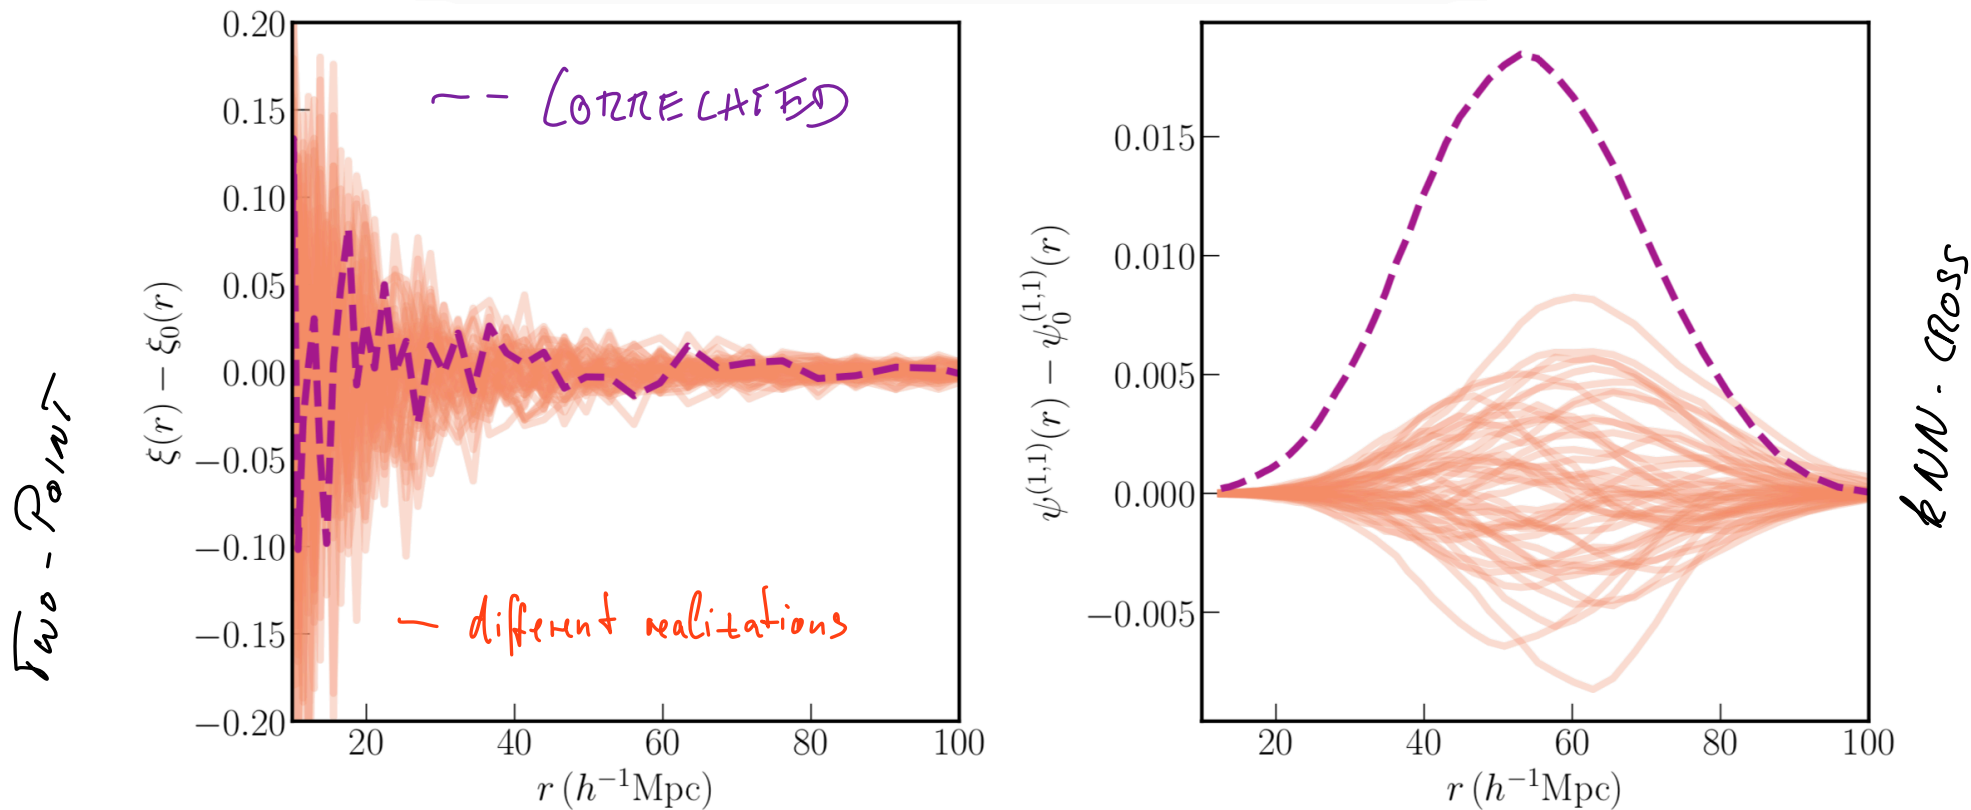 Two - Point
ξ(r) − ξ₀(r)
0.20
0.15
0.10
0.05
0.00
−0.05
−0.10
−0.15
−0.20
-- CORRELATED
— different realizations
20 40 60 80 100
r (h⁻¹Mpc)
ψ⁽¹,¹⁾(r) − ψ₀⁽¹,¹⁾(r)
0.015
0.010
0.005
0.000
−0.005
20 40 60 80 100
r (h⁻¹Mpc)
kNN - CROSS